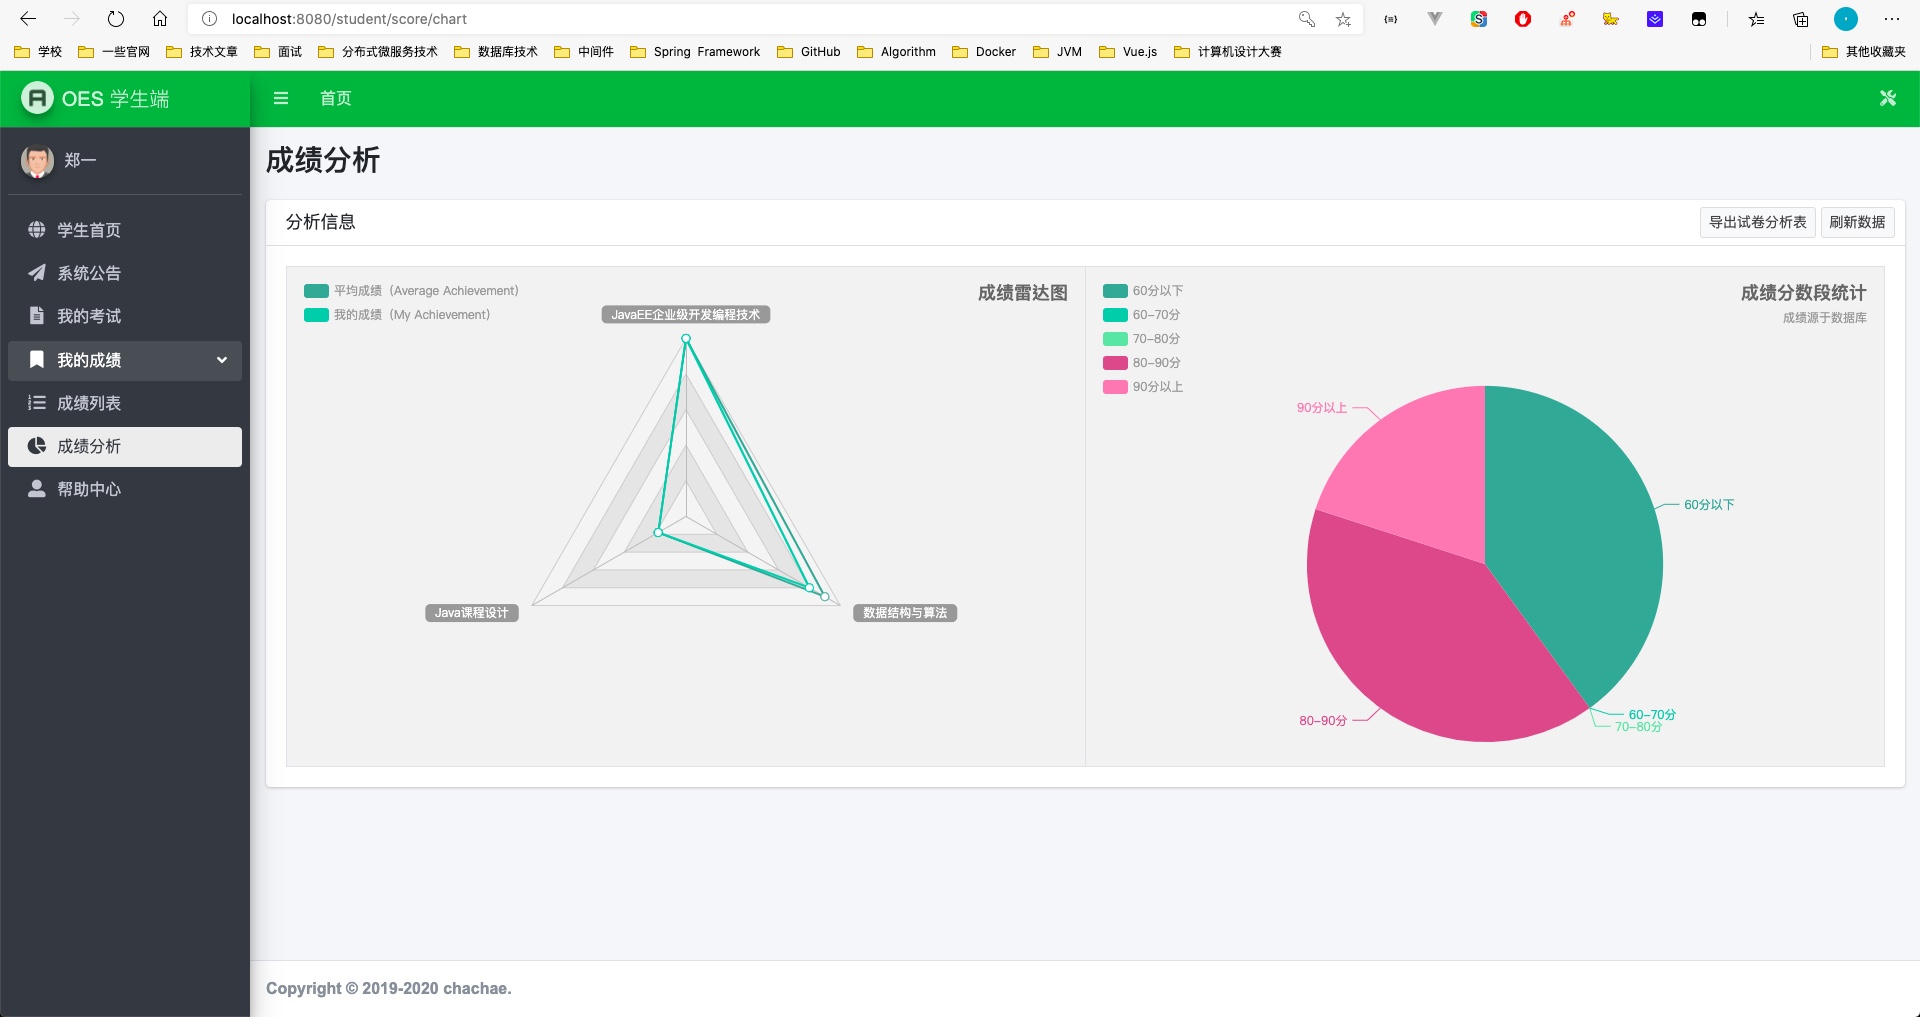 localhost:8080/student/score/chart
学校 一些官网 技术文章 面试 分布式微服务技术 数据库技术 中间件 Spring Framework GitHub Algorithm Docker JVM Vue.js 计算机设计大赛 其他收藏夹
OES 学生端
首页
郑一
学生首页
系统公告
我的考试
我的成绩
成绩列表
成绩分析
帮助中心
成绩分析
分析信息
导出试卷分析表 刷新数据
平均成绩（Average Achievement）
我的成绩（My Achievement）
成绩雷达图
JavaEE企业级开发编程技术
Java课程设计
数据结构与算法
60分以下
60-70分
70-80分
80-90分
90分以上
成绩分数段统计
成绩源于数据库
90分以上
60分以下
80-90分
60-70分
70-80分
Copyright © 2019-2020 chachae.